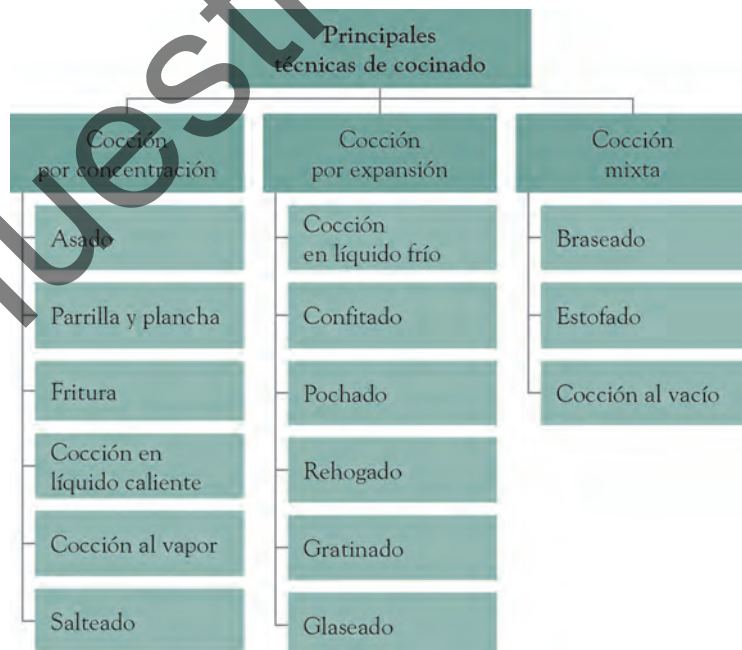 Principales
técnicas de cocinado
Cocción
por concentración
Asado
Parrilla y plancha
Fritura
Cocción en
líquido caliente
Cocción al vapor
Salteado
Cocción
por expansión
Cocción
en líquido frío
Confitado
Pochado
Rehogado
Gratinado
Glaseado
Cocción
mixta
Braseado
Estofado
Cocción al vacío